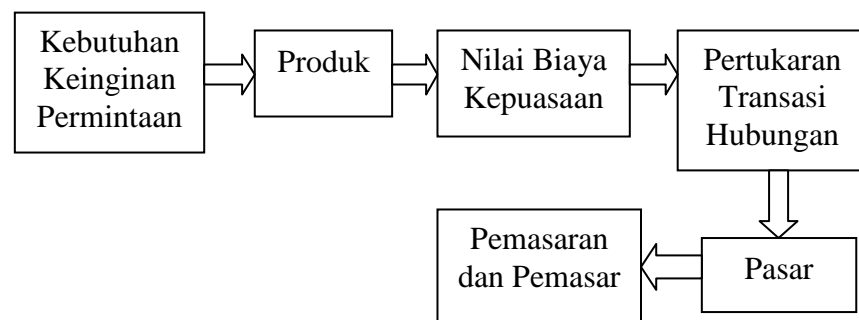 Kebutuhan
Keinginan
Permintaan
Produk
Nilai Biaya
Kepuasaan
Pertukaran
Transasi
Hubungan
Pasar
Pemasaran
dan Pemasar